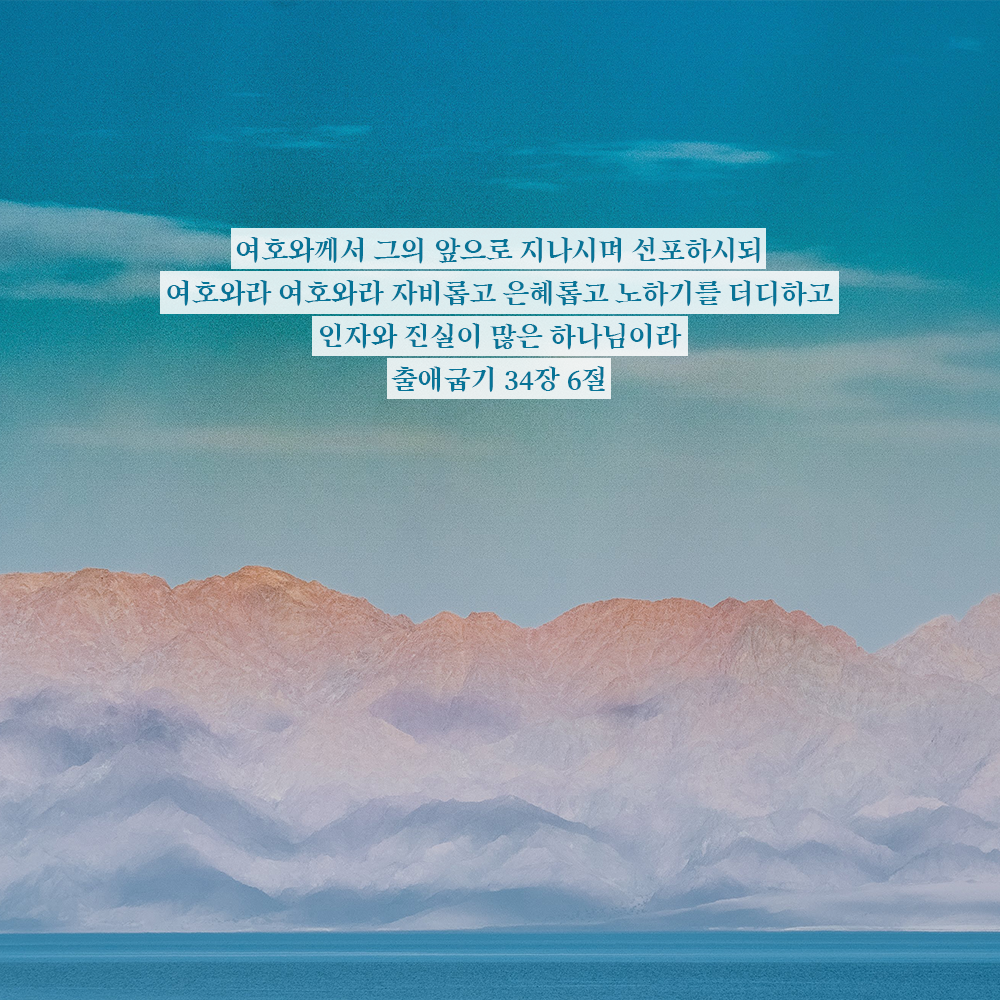 여호와께서 그의 앞으로 지나시며 선포하시되
여호와라 여호와라 자비롭고 은혜롭고 노하기를 더디하고
인자와 진실이 많은 하나님이라
출애굽기 34장 6절